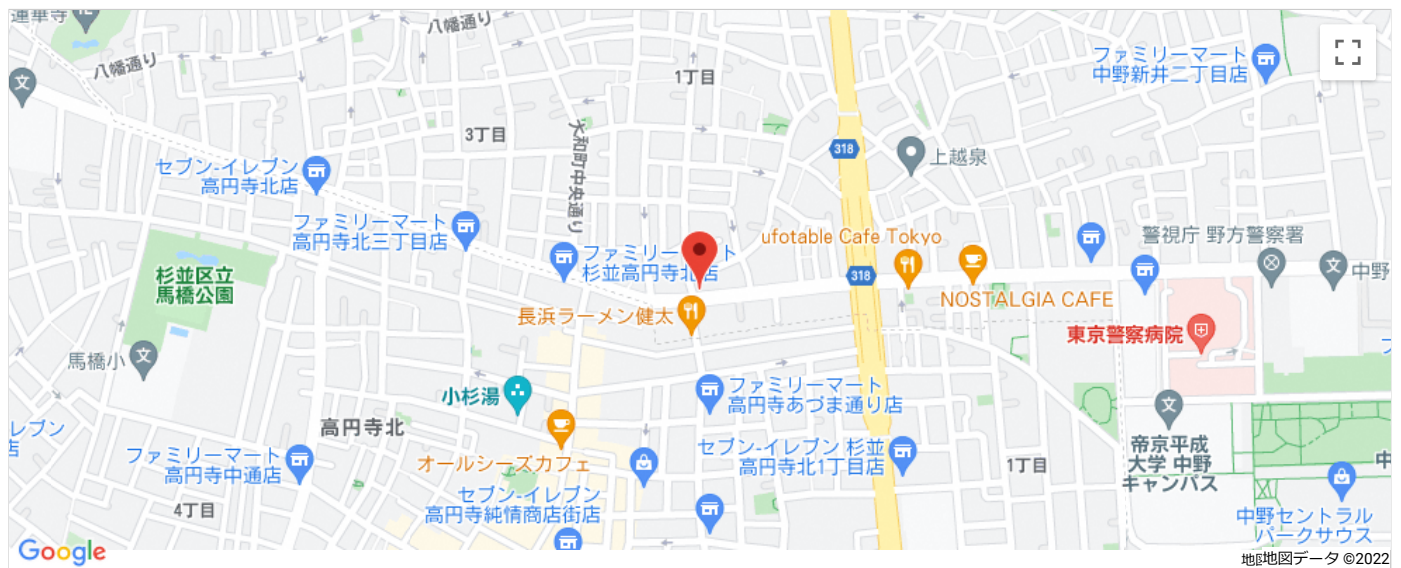 蓮華寺
八幡通り
八幡通り
1丁目
ファミリーマート
中野新井二丁目店
3丁目
大和町中央通り
318
上越泉
セブン-イレブン
高円寺北店
ファミリーマート
高円寺北三丁目店
ファミリーマート
杉並高円寺北店
ufotable Cafe Tokyo
警視庁 野方警察署
杉並区立
馬橋公園
318
中野
NOSTALGIA CAFE
長浜ラーメン健太
東京警察病院
馬橋小
小杉湯
ファミリーマート
高円寺あづま通り店
高円寺北
レブン
店
ファミリーマート
高円寺中通店
オールシーズカフェ
セブン-イレブン 杉並
高円寺北1丁目店
1丁目
帝京平成
大学 中野
キャンパス
セブン-イレブン
高円寺純情商店街店
4丁目
中野セントラル
パークサウス
Google
地図データ ©2022